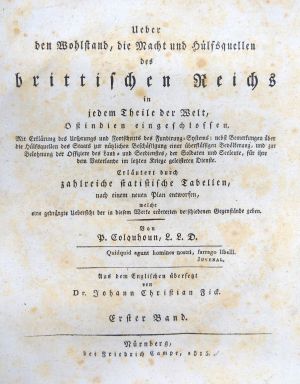 Ueber
den Wohlstand, die Macht und Hülfsquellen
des
brittischen Reichs
in
jedem Theile der Welt,
Ostindien eingeschlossen.
Mit Erklärung des Ursprungs und Fortschritts des Fundirungs-Systems; nebst Bemerkungen über
die Hülfsquellen des Staats zur nützlichen Beschäftigung einer überflüssigen Bevölkerung, und zur
Belohnung der Offiziere des Land- und Seedienstes, der Soldaten und Seeleute, für ihre
dem Vaterlande im letzten Kriege geleisteten Dienste.
Erläutert durch
zahlreiche statistische Tabellen,
nach einem neuen Plan entworfen,
welche
eine gedrängte Uebersicht der in diesem Werke erörterten verschiedenen Gegenstände geben.
Von
P. Colquhoun, L. L. D.
Quidquid agunt homines nostri, farrago libelli.
JUVENAL.
Aus dem Englischen übersetzt
von
Dr. Johann Christian Fick.
Erster Band.
Nürnberg,
bei Friedrich Campe, 1815.